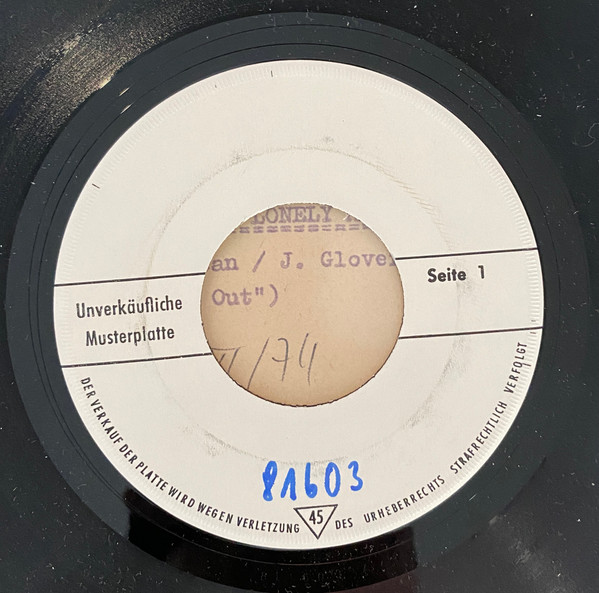 LONELY
an / J. Glover
Out")
II/74
Unverkäufliche
Musterplatte
Seite 1
81603
DER VERKAUF DER PLATTE WIRD WEGEN VERLETZUNG DES URHEBERRECHTS STRAFRECHTLICH VERFOLGT
45